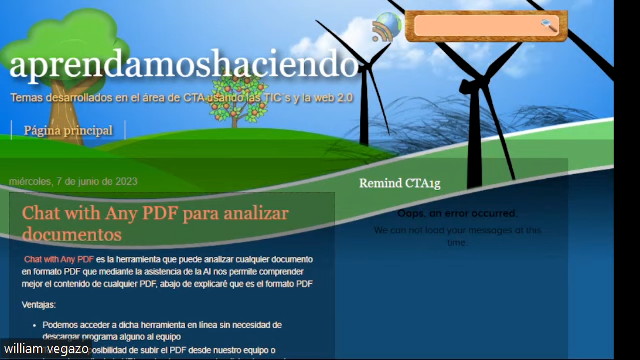 aprendamoshaciendo
Temas desarrollados en el área de CTA usando las TIC`s y la web 2.0
Página principal
miércoles, 7 de junio de 2023
Chat with Any PDF para analizar
documentos
Chat with Any PDF es la herramienta que puede analizar cualquier documento
en formato PDF que mediante la asistencia de la AI nos permite comprender
mejor el contenido de cualquier PDF, abajo de explicaré que es el formato PDF
Ventajas:
Podemos acceder a dicha herramienta en línea sin necesidad de
descargar programa alguno al equipo
osibilidad de subir el PDF desde nuestro equipo o
Remind CTA1g
Oops, an error occurred.
We can not load your messages at this
time.
william vegazo